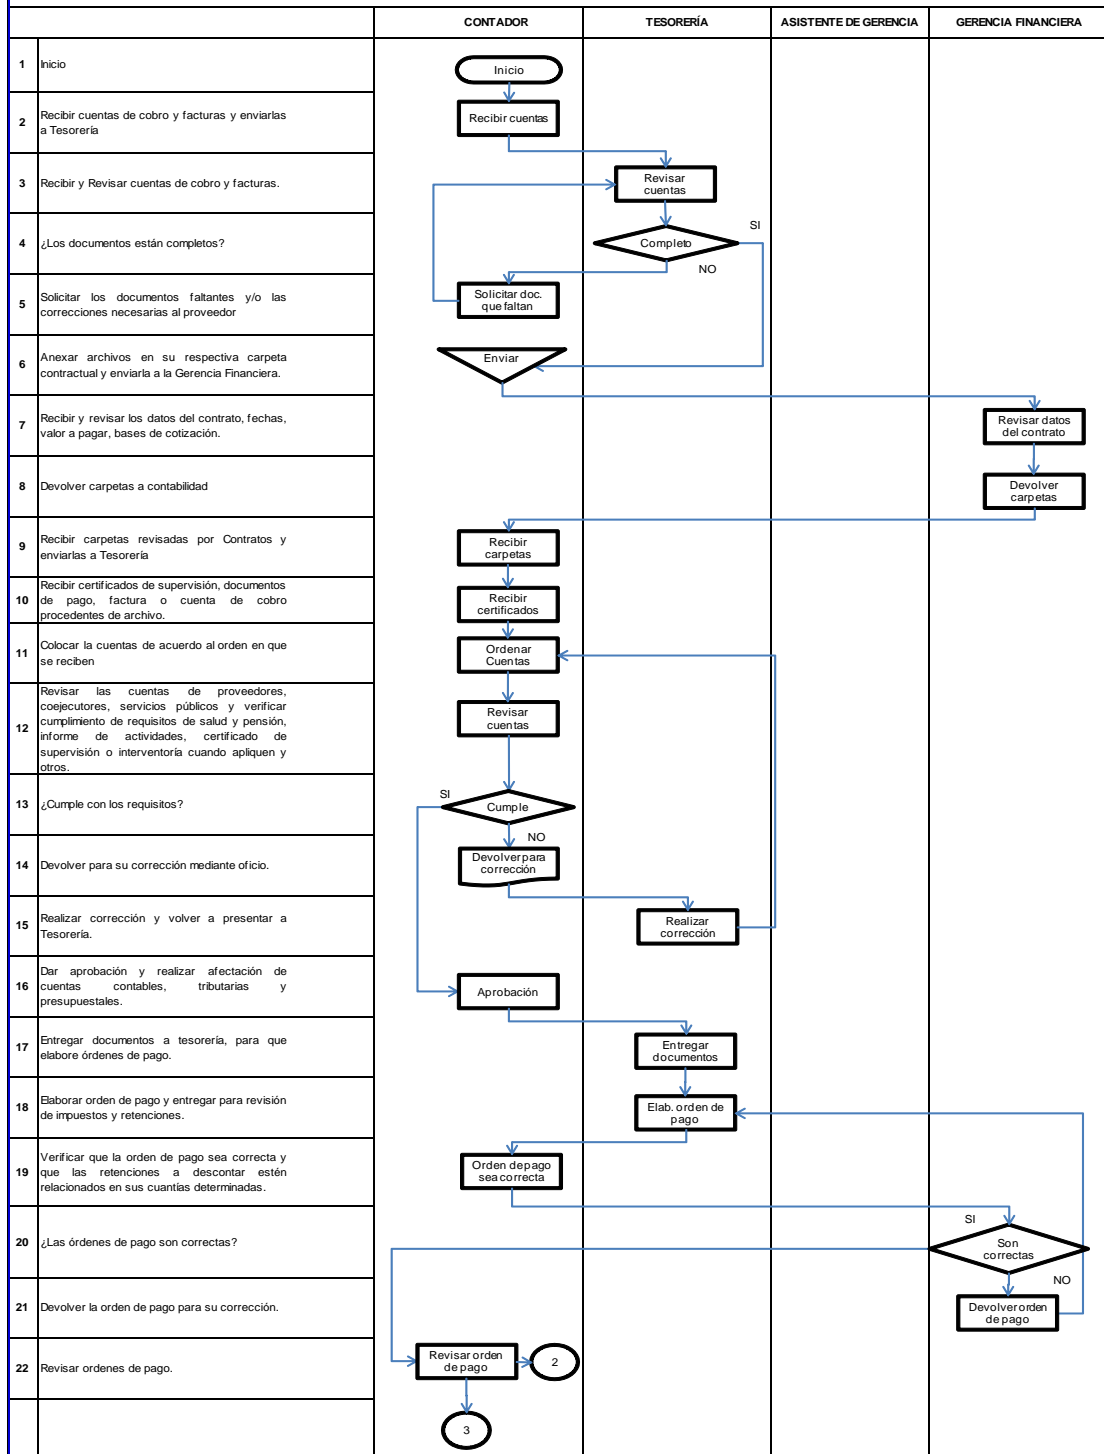 CONTADOR
TESORERÍA
ASISTENTE DE GERENCIA
GERENCIA FINANCIERA
1
Inicio
Inicio
2
Recibir cuentas de cobro y facturas y enviarlas
a Tesorería
Recibir cuentas
3
Recibir y Revisar cuentas de cobro y facturas.
Revisar
cuentas
4
¿Los documentos están completos?
Completo
SI
NO
5
Solicitar los documentos faltantes y/o las
correcciones necesarias al proveedor
Solicitar doc.
que faltan
6
Anexar archivos en su respectiva carpeta
contractual y enviarla a la Gerencia Financiera.
Enviar
7
Recibir y revisar los datos del contrato, fechas,
valor a pagar, bases de cotización.
Revisar datos
del contrato
8
Devolver carpetas a contabilidad
Devolver
carpetas
9
Recibir carpetas revisadas por Contratos y
enviarlas a Tesorería
Recibir
carpetas
10
Recibir certificados de supervisión, documentos
de pago, factura o cuenta de cobro
procedentes de archivo.
Recibir
certificados
11
Colocar la cuentas de acuerdo al orden en que
se reciben
Ordenar
Cuentas
12
Revisar las cuentas de proveedores,
coejecutores, servicios públicos y verificar
cumplimiento de requisitos de salud y pensión,
informe de actividades, certificado de
supervisión o interventoría cuando apliquen y
otros.
Revisar
cuentas
13
¿Cumple con los requisitos?
SI
Cumple
NO
14
Devolver para su corrección mediante oficio.
Devolver para
corrección
15
Realizar corrección y volver a presentar a
Tesorería.
Realizar
corrección
16
Dar aprobación y realizar afectación de
cuentas contables, tributarias y
presupuestales.
Aprobación
17
Entregar documentos a tesorería, para que
elabore órdenes de pago.
Entregar
documentos
18
Elaborar orden de pago y entregar para revisión
de impuestos y retenciones.
Elab. orden de
pago
19
Verificar que la orden de pago sea correcta y
que las retenciones a descontar estén
relacionados en sus cuantías determinadas.
Orden de pago
sea correcta
20
¿Las órdenes de pago son correctas?
SI
Son
correctas
NO
21
Devolver la orden de pago para su corrección.
Devolver orden
de pago
22
Revisar ordenes de pago.
Revisar orden
de pago
2
3